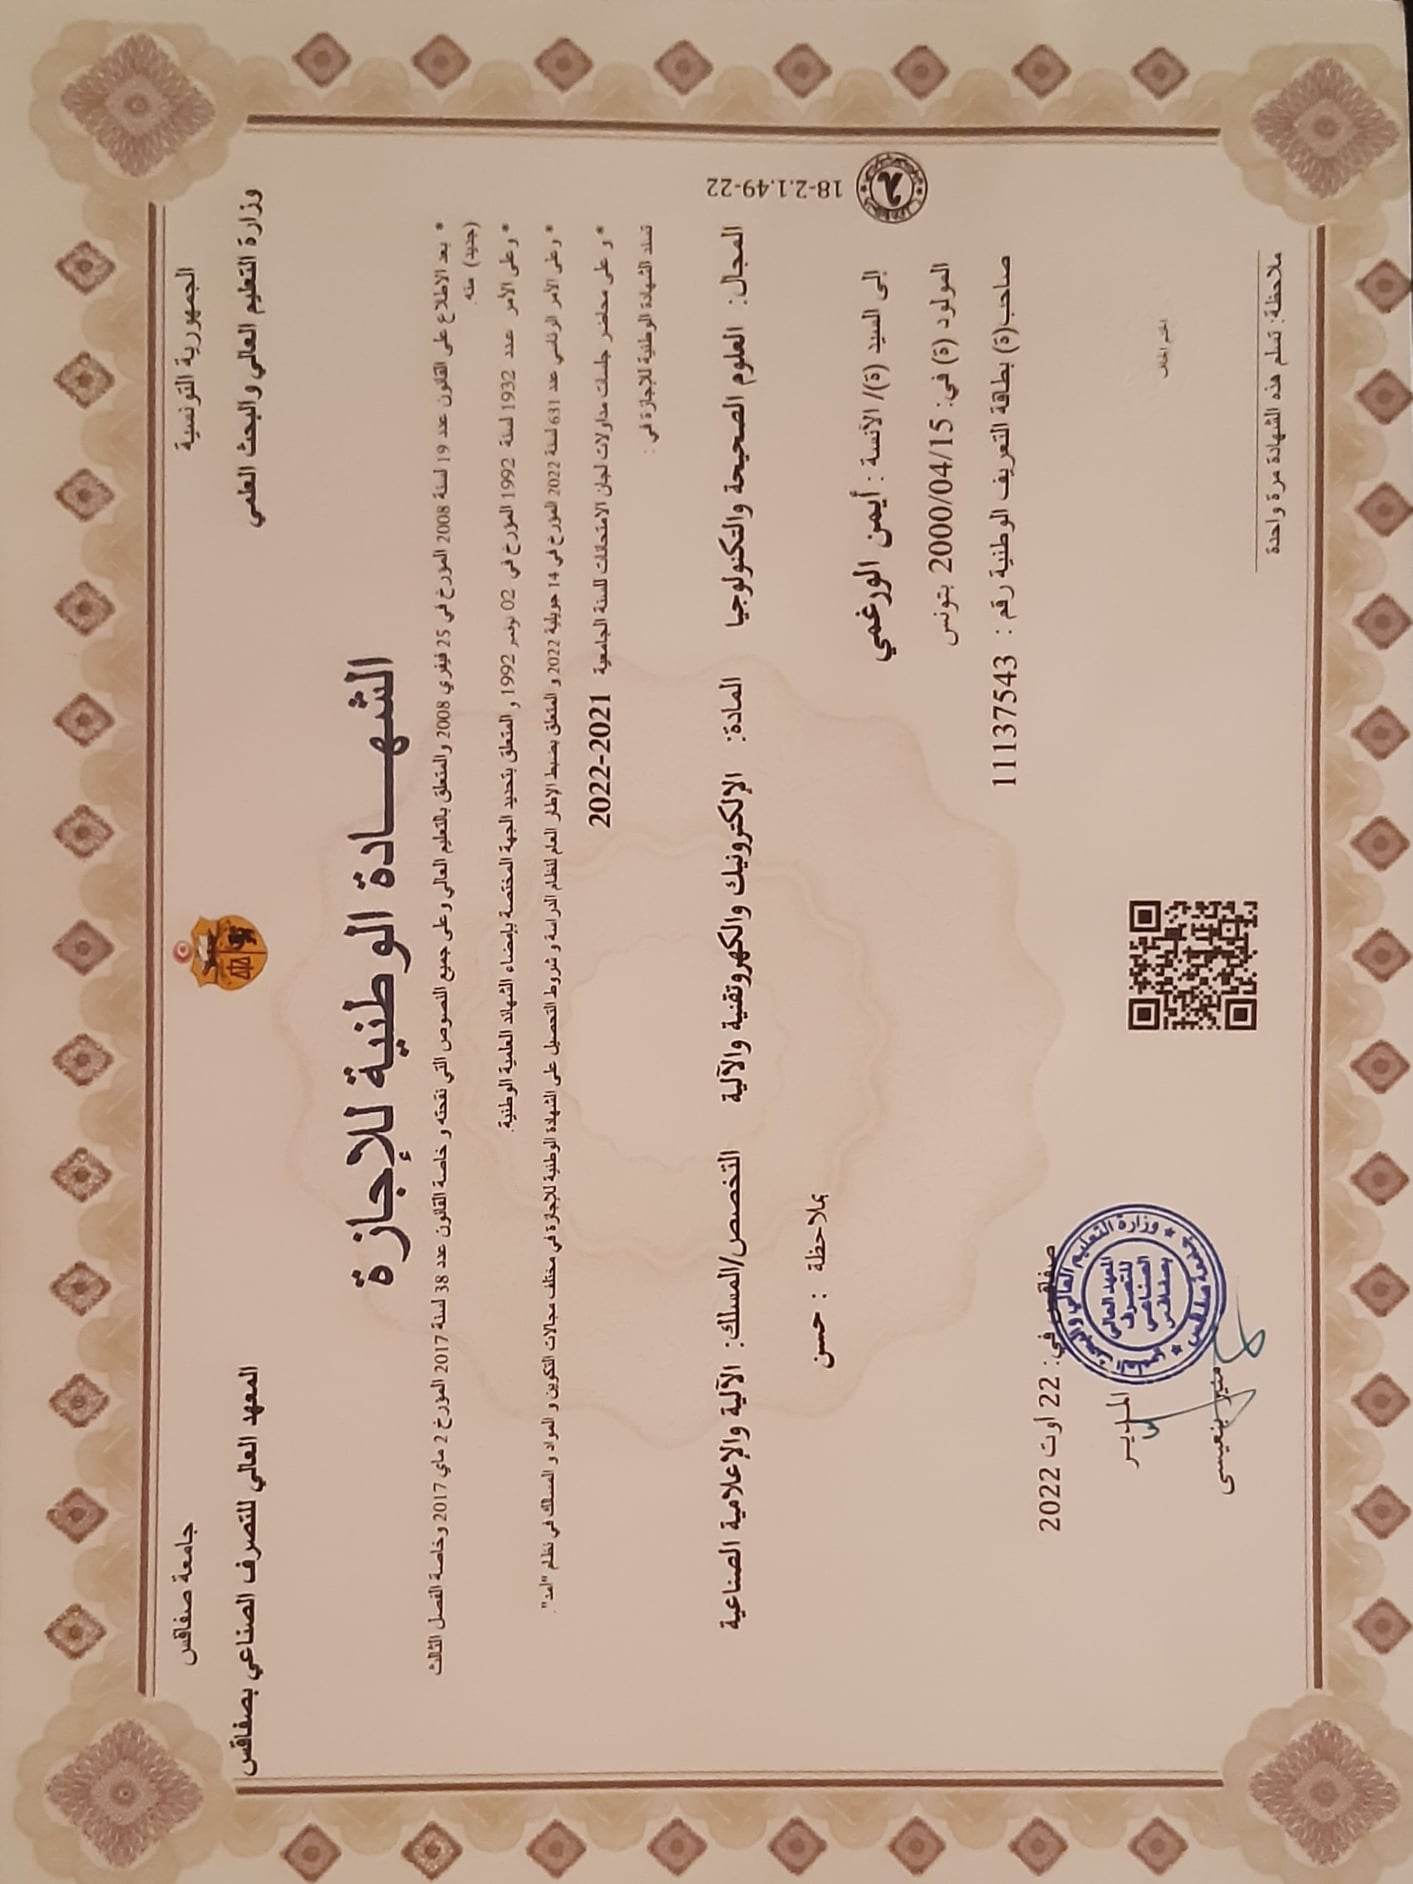 الجمهورية التونسية
وزارة التعليم العالي والبحث العلمي
جامعة صفاقس
المعهد العالي للتصرف الصناعي بصفاقس
الشهـــادة الوطنية للإجازة
* بعد الاطلاع على القانون عدد 19 لسنة 2008 المؤرخ في 25 فيفري 2008 والمتعلق بالتعليم العالي وعلى جميع النصوص التي نقحته و خاصة القانون عدد 38 لسنة 2017 المؤرخ 2 ماي 2017 وخاصة الفصل الثالث
(جديد) منه.
* وعلى الأمر عدد 1932 لسنة 1992 المؤرخ في 02 نوفمبر 1992 و المتعلق بتحديد الجهة المختصة بإمضاء الشهائد العلمية الوطنية.
* وعلى الأمر الرئاسي عدد 631 لسنة 2022 المؤرخ في 14 جويلية 2022 و المتعلق بضبط الإطار العام لنظام الدراسة و شروط التحصيل على الشهادة الوطنية للإجازة في مختلف مجالات التكوين و المواد و المسالك في نظام "أمد".
* و على محاضر جلسات مداولات لجان الامتحانات للسنة الجامعية 2021-2022
تسند الشهادة الوطنية للإجازة في :
المجال: العلوم الصحيحة والتكنولوجيا المادة: الإلكترونيك والكهروتقنية والآلية التخصص/المسلك: الآلية والإعلامية الصناعية
بملاحظة : حسن
18-2.1.49-22
إلى السيد (ة)/ الآنسة : أيمن الورغمي
المولود (ة) في: 2000/04/15 بتونس
صاحب(ة) بطاقة التعريف الوطنية رقم : 11137543
صفاقس في: 22 أوت 2022
المدير
منير بنعيسى
وزارة التعليم العالي والبحث العلمي
المعهد العالي
للتصرف
الصناعي
بصفاقس
جامعة صفاقس
الختم الجاف
ملاحظة: تسلم هذه الشهادة مرة واحدة